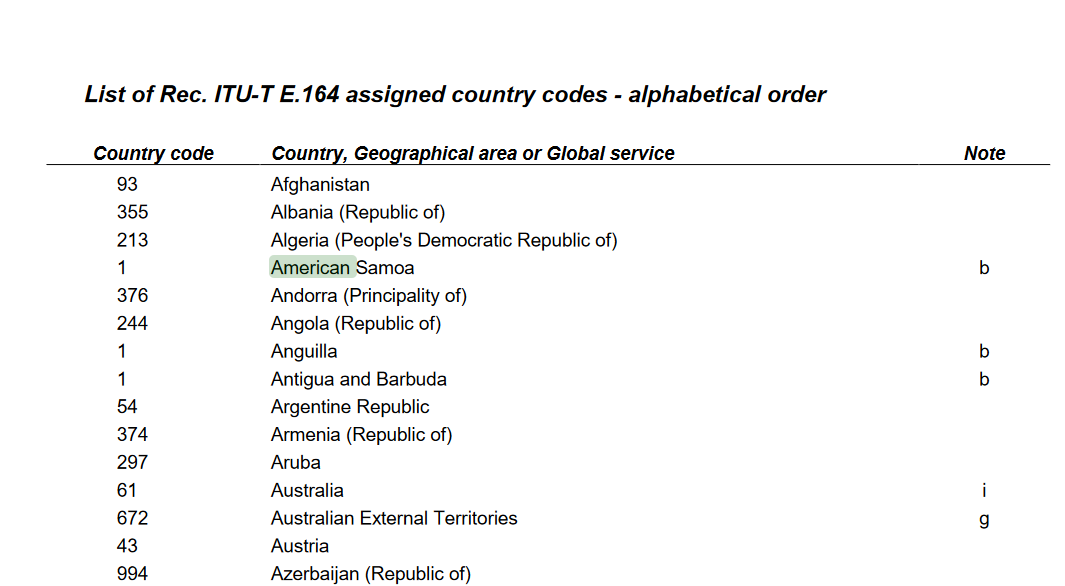 List of Rec. ITU-T E.164 assigned country codes - alphabetical order
Country code Country, Geographical area or Global service Note
93 Afghanistan
355 Albania (Republic of)
213 Algeria (People's Democratic Republic of)
1 American Samoa b
376 Andorra (Principality of)
244 Angola (Republic of)
1 Anguilla b
1 Antigua and Barbuda b
54 Argentine Republic
374 Armenia (Republic of)
297 Aruba
61 Australia i
672 Australian External Territories g
43 Austria
994 Azerbaijan (Republic of)